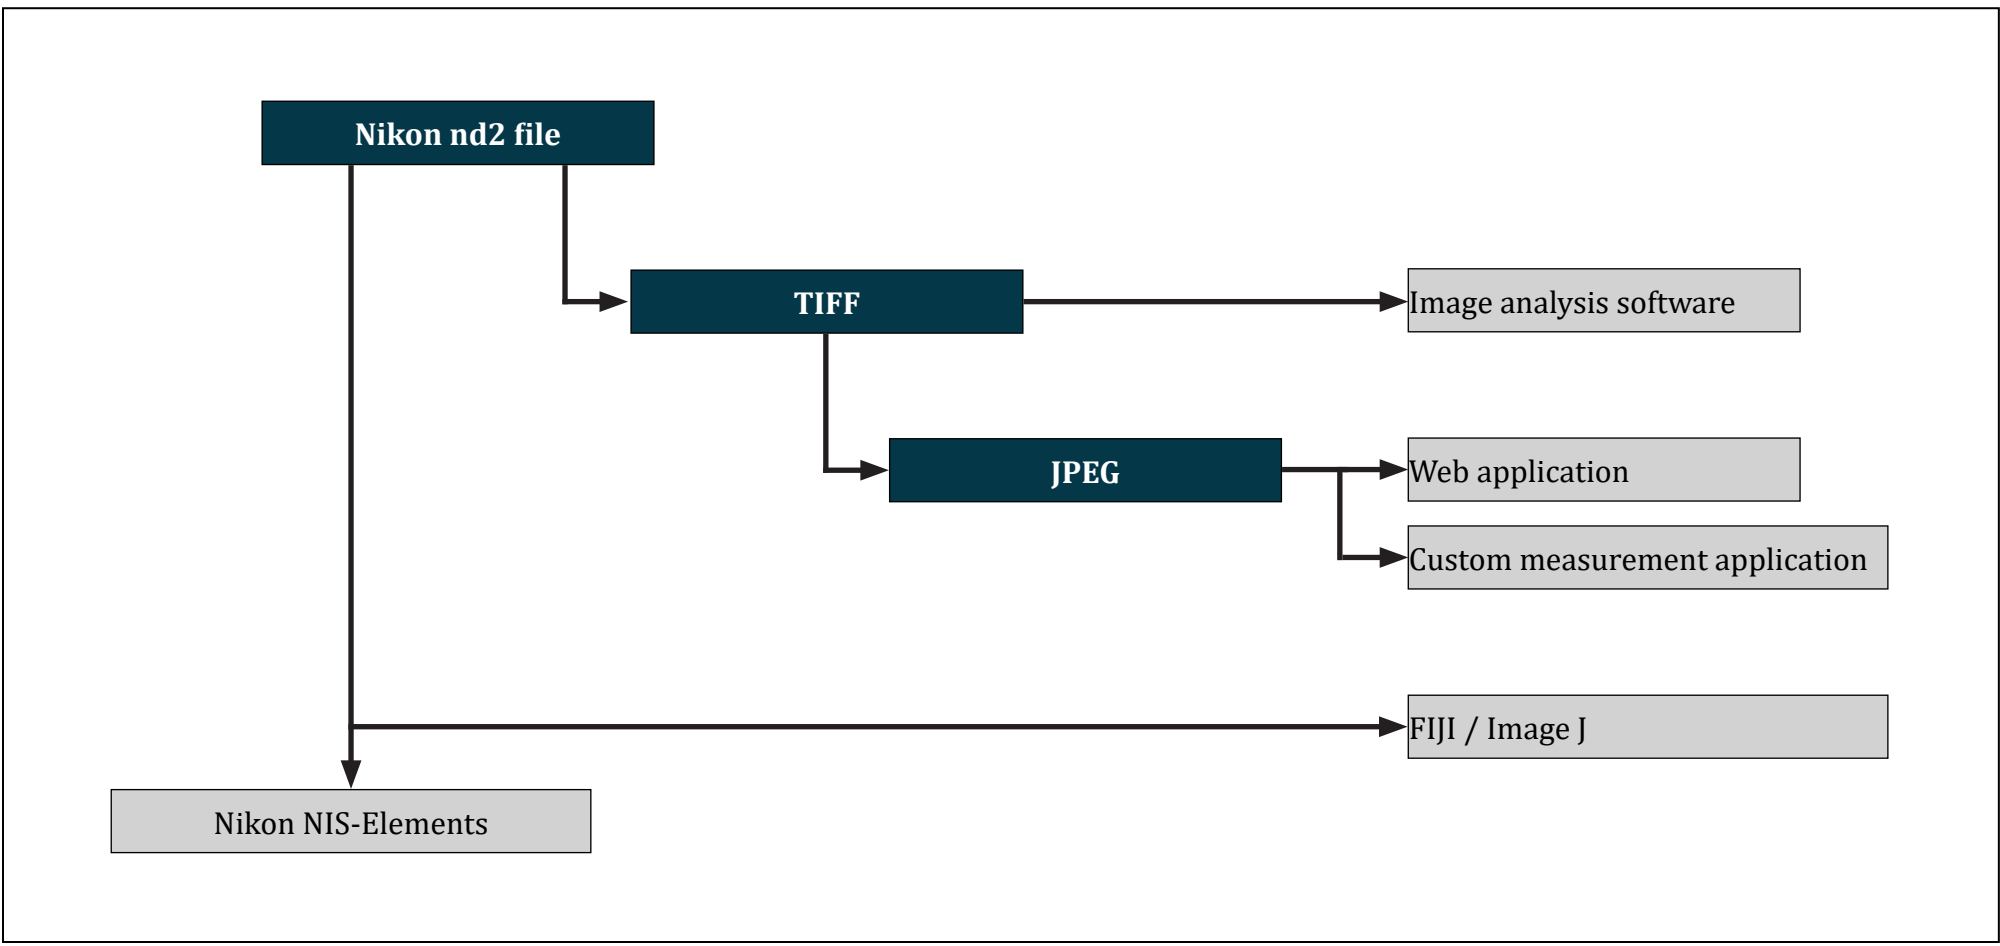 Nikon nd2 file
TIFF
Image analysis software
JPEG
Web application
Custom measurement application
FIJI / Image J
Nikon NIS-Elements